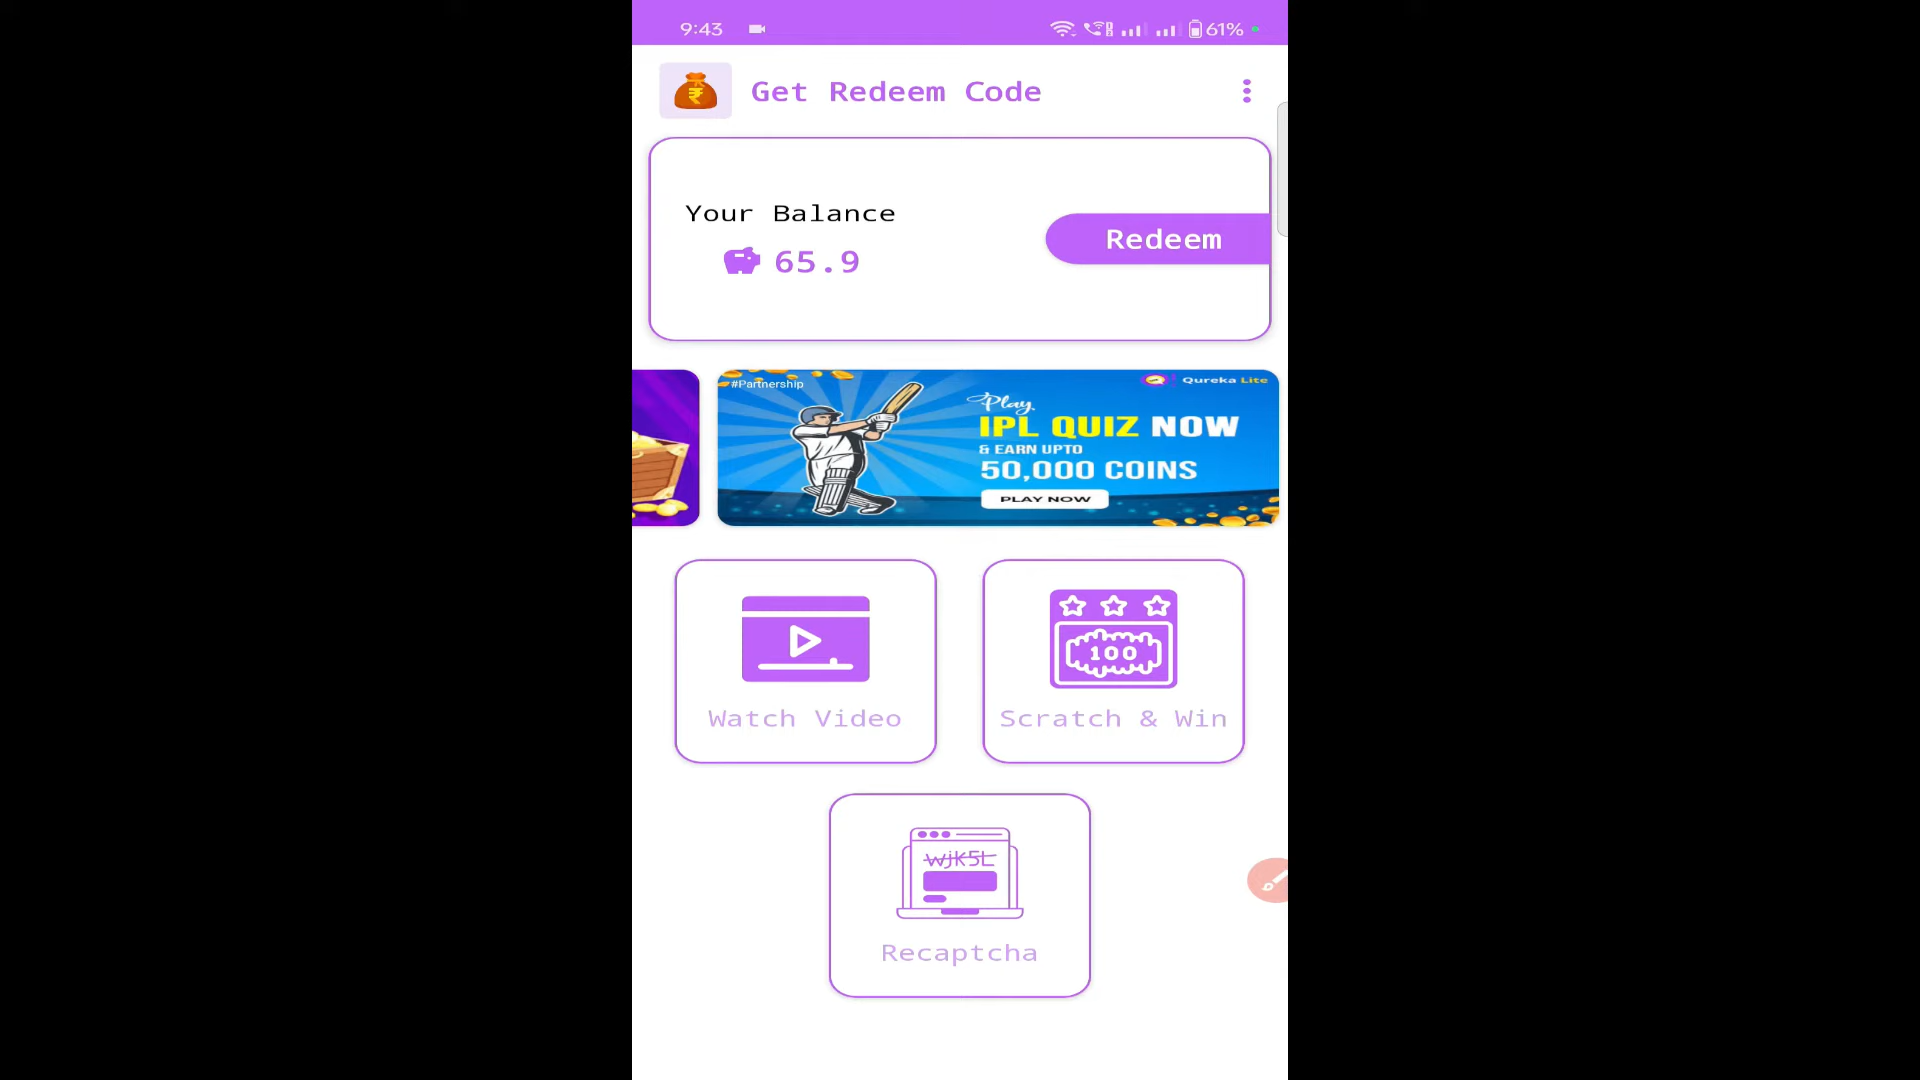 9:43
61%
Get Redeem Code
Your Balance
65.9
Redeem
#Partnership
Qureka Lite
Play
IPL QUIZ NOW
& EARN UPTO
50,000 COINS
PLAY NOW
100
Watch Video
Scratch & Win
wjK5L
Recaptcha